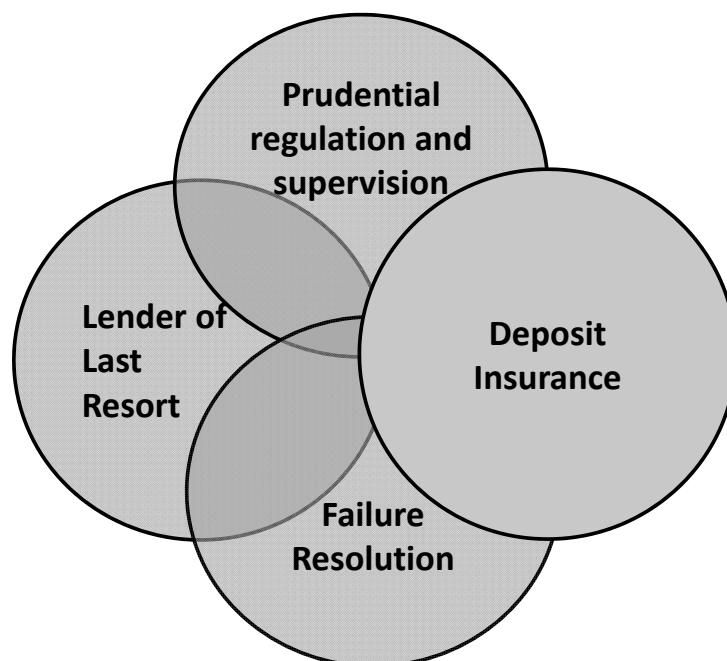 Prudential
regulation and
supervision
Lender of
Last
Resort
Deposit
Insurance
Failure
Resolution